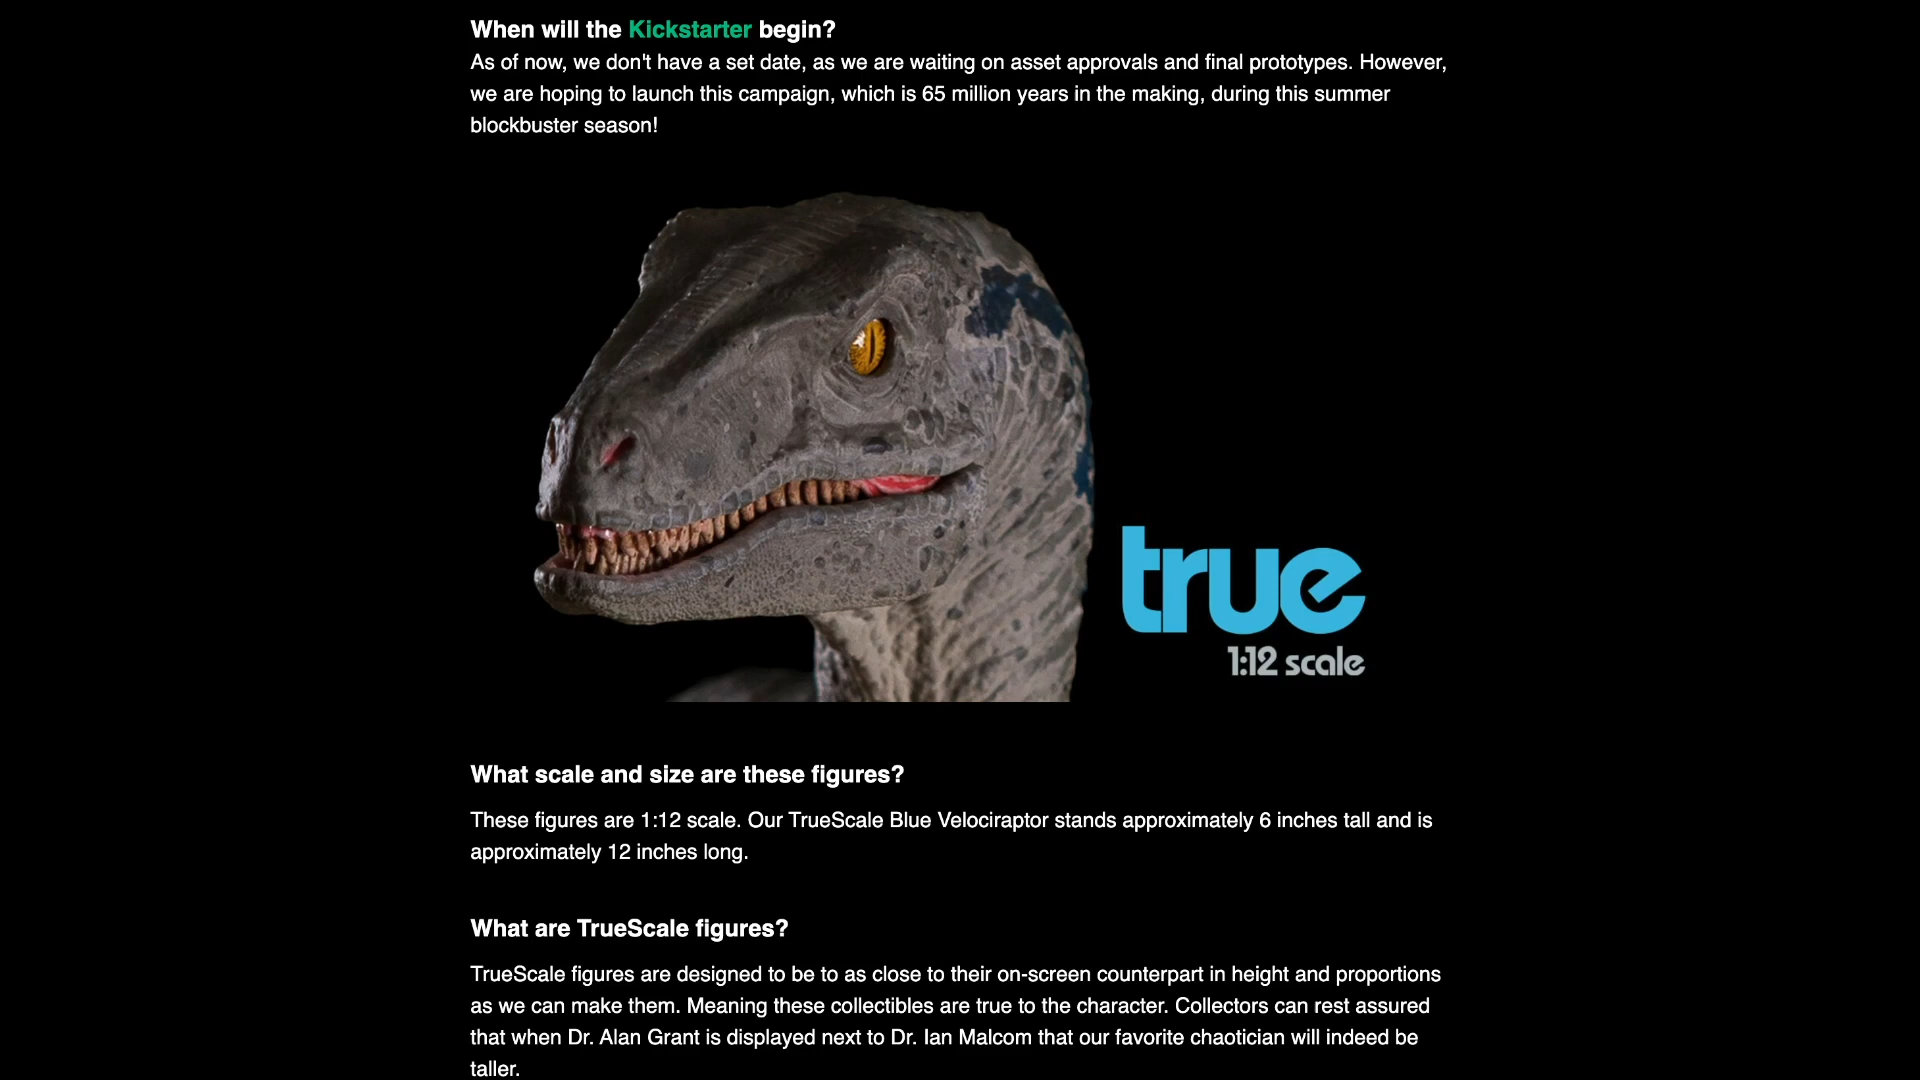 When will the Kickstarter begin?
As of now, we don't have a set date, as we are waiting on asset approvals and final prototypes. However,
we are hoping to launch this campaign, which is 65 million years in the making, during this summer
blockbuster season!
true
1:12 scale
What scale and size are these figures?
These figures are 1:12 scale. Our TrueScale Blue Velociraptor stands approximately 6 inches tall and is
approximately 12 inches long.
What are TrueScale figures?
TrueScale figures are designed to be to as close to their on-screen counterpart in height and proportions
as we can make them. Meaning these collectibles are true to the character. Collectors can rest assured
that when Dr. Alan Grant is displayed next to Dr. Ian Malcom that our favorite chaotician will indeed be
taller.